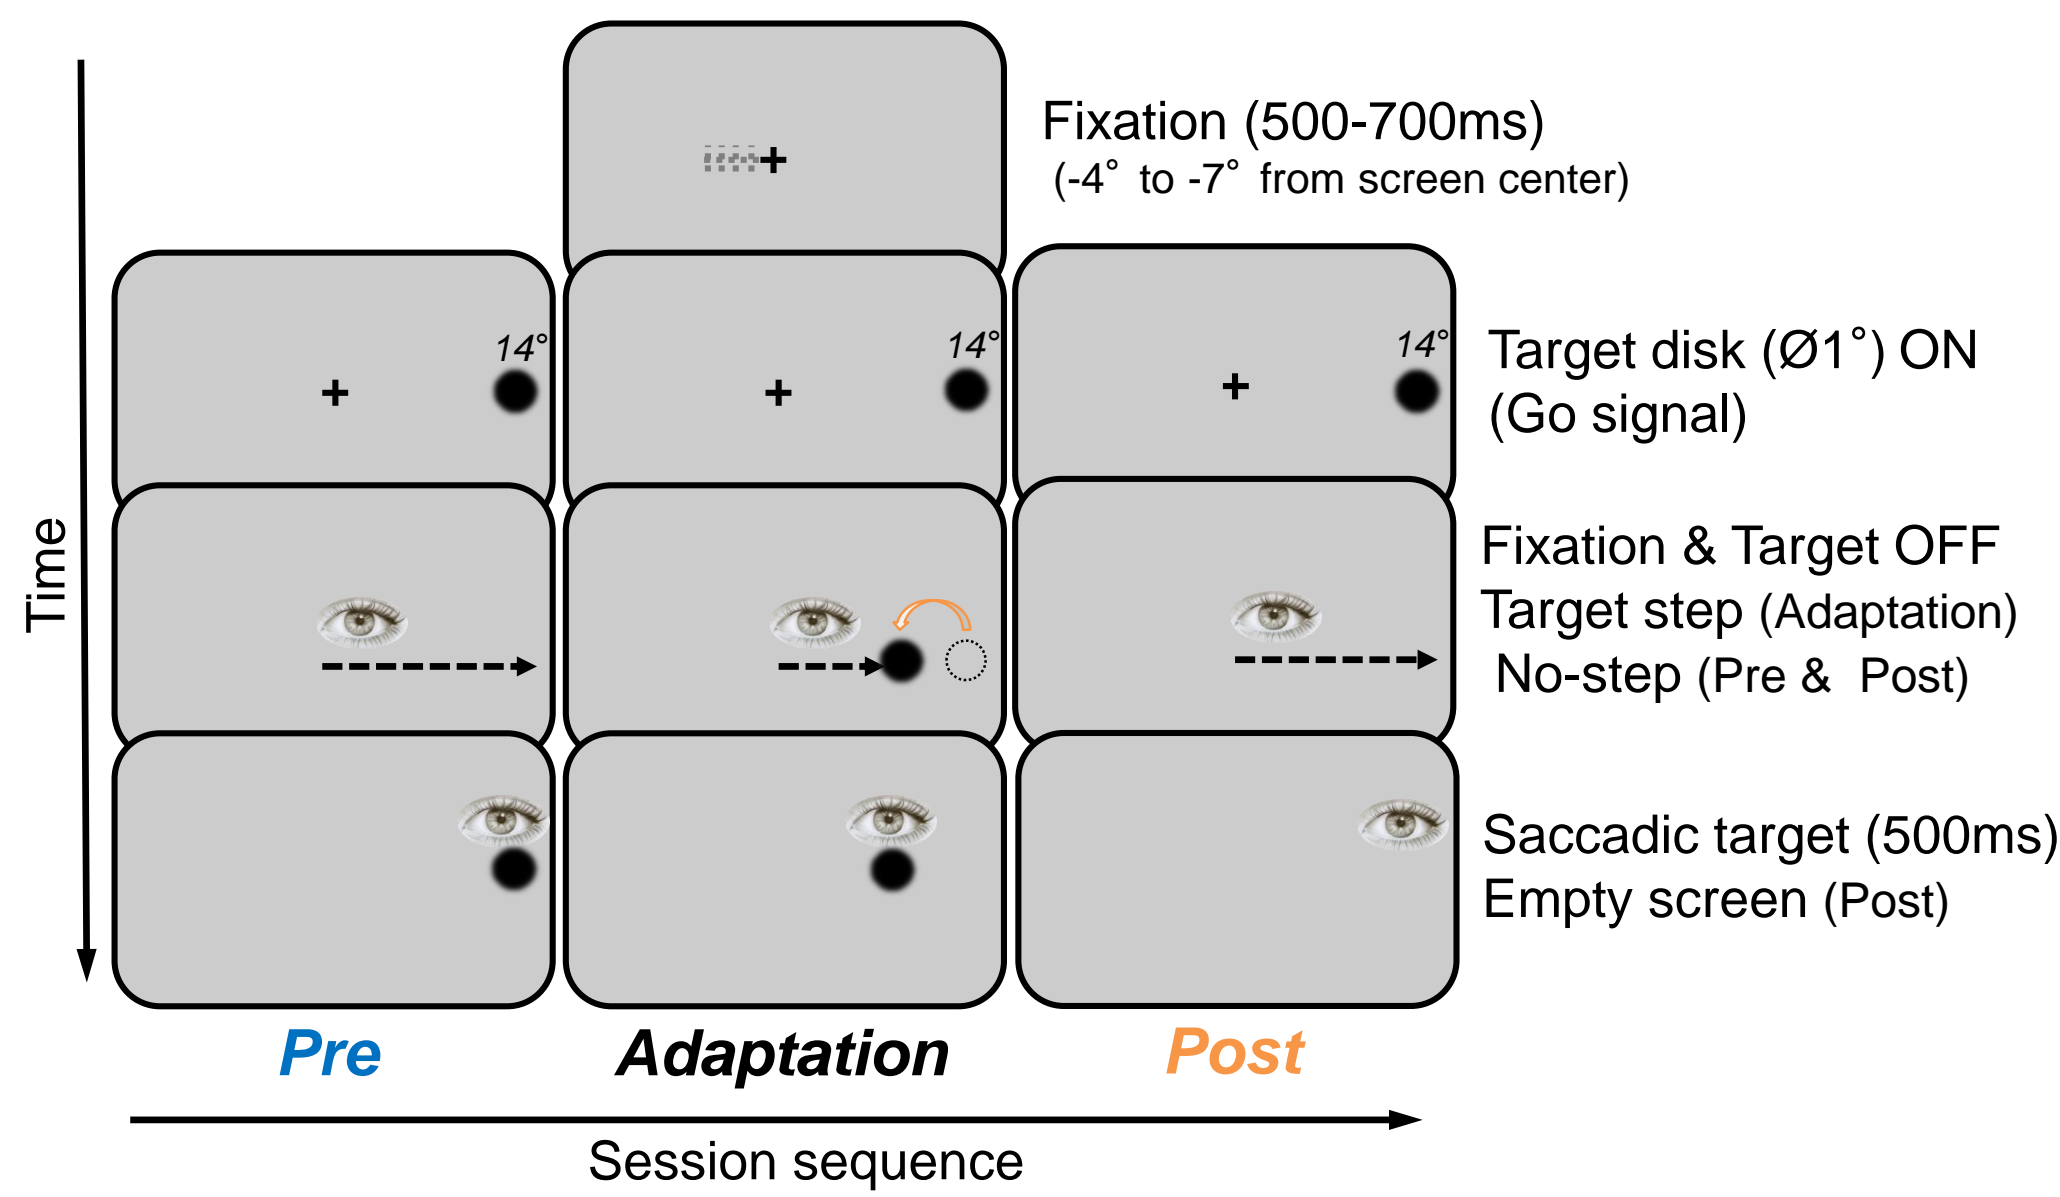 Fixation (500-700ms)
(-4° to -7° from screen center)
14°
14°
14°
Target disk (Ø1°) ON
(Go signal)
Time
Fixation & Target OFF
Target step (Adaptation)
No-step (Pre & Post)
Saccadic target (500ms)
Empty screen (Post)
Pre
Adaptation
Post
Session sequence